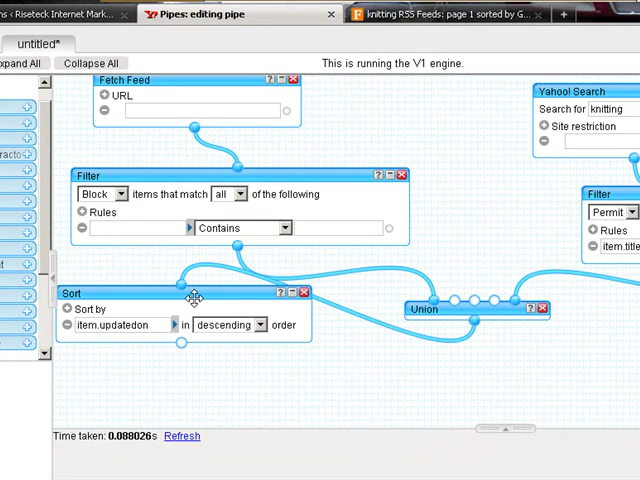 ns ‹ Riseteck Internet Mark...
Pipes: editing pipe
knitting RSS Feeds: page 1 sorted by G...
untitled*
xpand All
Collapse All
This is running the V1 engine.
Fetch Feed
URL
Yahoo! Search
Search for knitting
Site restriction
Filter
Block items that match all of the following
Rules
Contains
Filter
Permit
Rules
item.title
Sort
Sort by
item.updatedon in descending order
Union
Time taken: 0.088026s Refresh